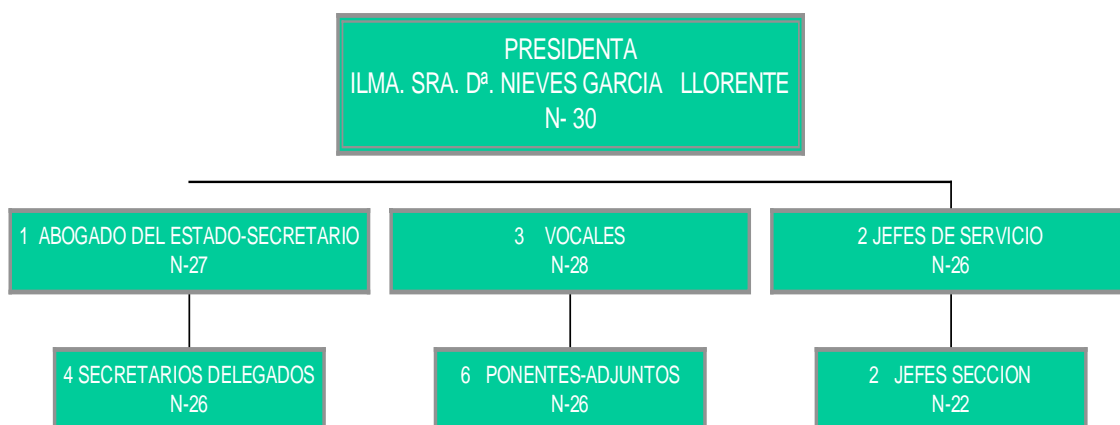 PRESIDENTA
ILMA. SRA. Dª. NIEVES GARCIA LLORENTE
N- 30
1 ABOGADO DEL ESTADO-SECRETARIO
N-27
3 VOCALES
N-28
2 JEFES DE SERVICIO
N-26
4 SECRETARIOS DELEGADOS
N-26
6 PONENTES-ADJUNTOS
N-26
2 JEFES SECCION
N-22